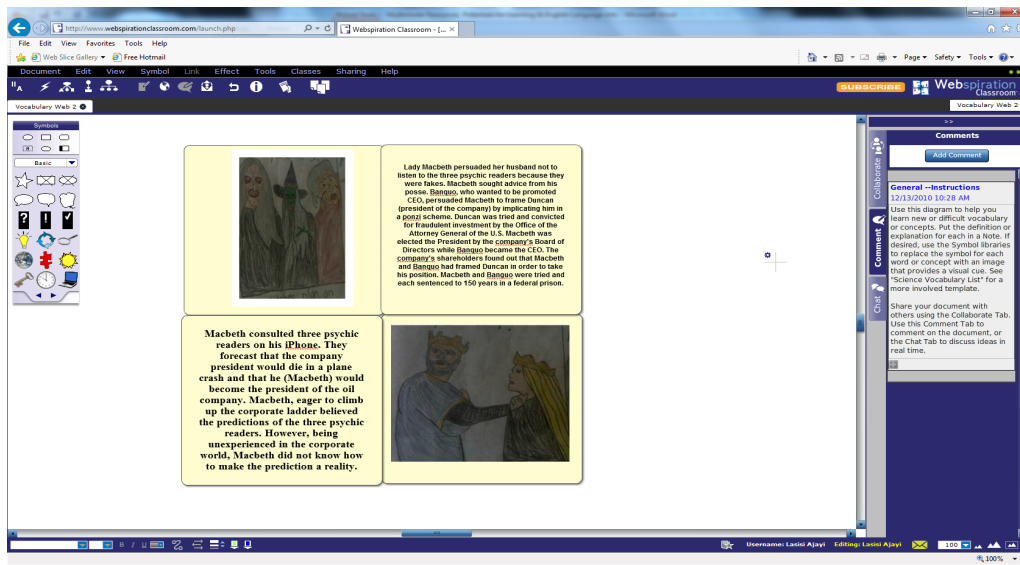 http://www.webspirationclassroom.com/launch.php
Webspiration Classroom - [...
File Edit View Favorites Tools Help
Web Slice Gallery Free Hotmail
Page Safety Tools
Document Edit View Symbol Link Effect Tools Classes Sharing Help
SUBSCRIBE
Webspiration
Classroom
Vocabulary Web 2
Vocabulary Web 2
Symbols
Basic
Lady Macbeth persuaded her husband not to
listen to the three psychic readers because they
were fakes. Macbeth sought advice from his
posse. Banquo, who wanted to be promoted
CEO, persuaded Macbeth to frame Duncan
(president of the company) by implicating him in
a ponzi scheme. Duncan was tried and convicted
for fraudulent investment by the Office of the
Attorney General of the U.S. Macbeth was
elected the President by the company's Board of
Directors while Banquo became the CEO. The
company's shareholders found out that Macbeth
and Banquo had framed Duncan in order to take
his position. Macbeth and Banquo were tried and
each sentenced to 150 years in a federal prison.
Macbeth consulted three psychic
readers on his iPhone. They
forecast that the company
president would die in a plane
crash and that he (Macbeth) would
become the president of the oil
company. Macbeth, eager to climb
up the corporate ladder believed
the predictions of the three psychic
readers. However, being
unexperienced in the corporate
world, Macbeth did not know how
to make the prediction a reality.
>>
Collaborate
Comment
Chat
Comments
Add Comment
General --Instructions
12/13/2010 10:28 AM
Use this diagram to help you
learn new or difficult vocabulary
or concepts. Put the definition or
explanation for each in a Note. If
desired, use the Symbol libraries
to replace the symbol for each
word or concept with an image
that provides a visual cue. See
"Science Vocabulary List" for a
more involved template.
Share your document with
others using the Collaborate Tab.
Use this Comment Tab to
comment on the document, or
the Chat Tab to discuss ideas in
real time.
B I U
Username: Lasisi Ajayi Editing: Lasisi Ajayi 100
100%